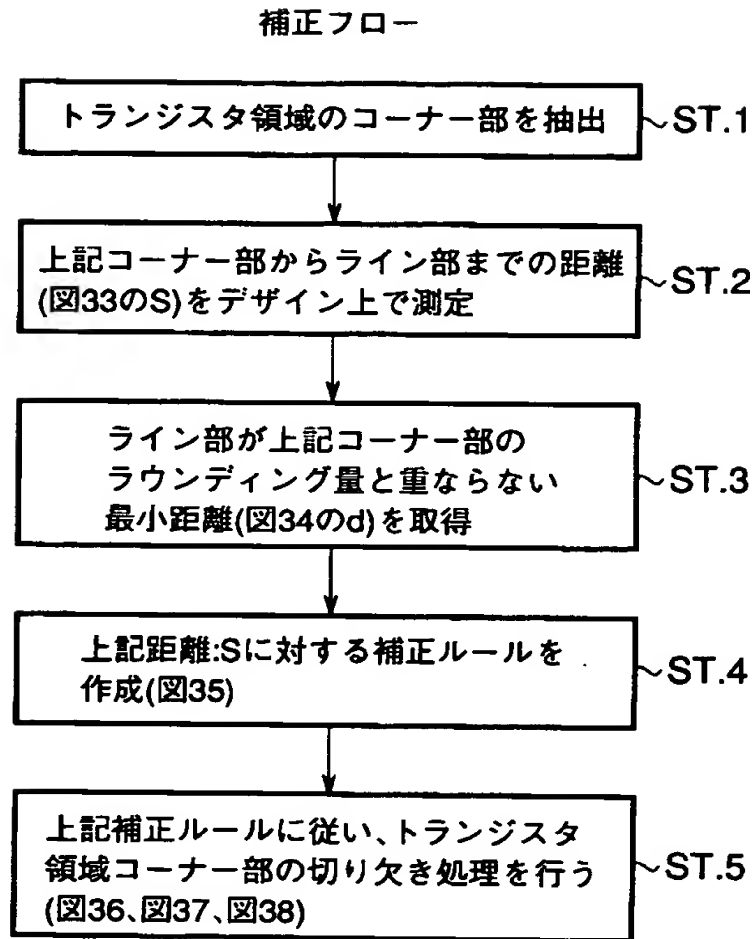 補正フロー
トランジスタ領域のコーナー部を抽出
ST.1
上記コーナー部からライン部までの距離
(図33のS)をデザイン上で測定
ST.2
ライン部が上記コーナー部の
ラウンディング量と重ならない
最小距離(図34のd)を取得
ST.3
上記距離:Sに対する補正ルールを
作成(図35)
ST.4
上記補正ルールに従い、トランジスタ
領域コーナー部の切り欠き処理を行う
(図36、図37、図38)
ST.5